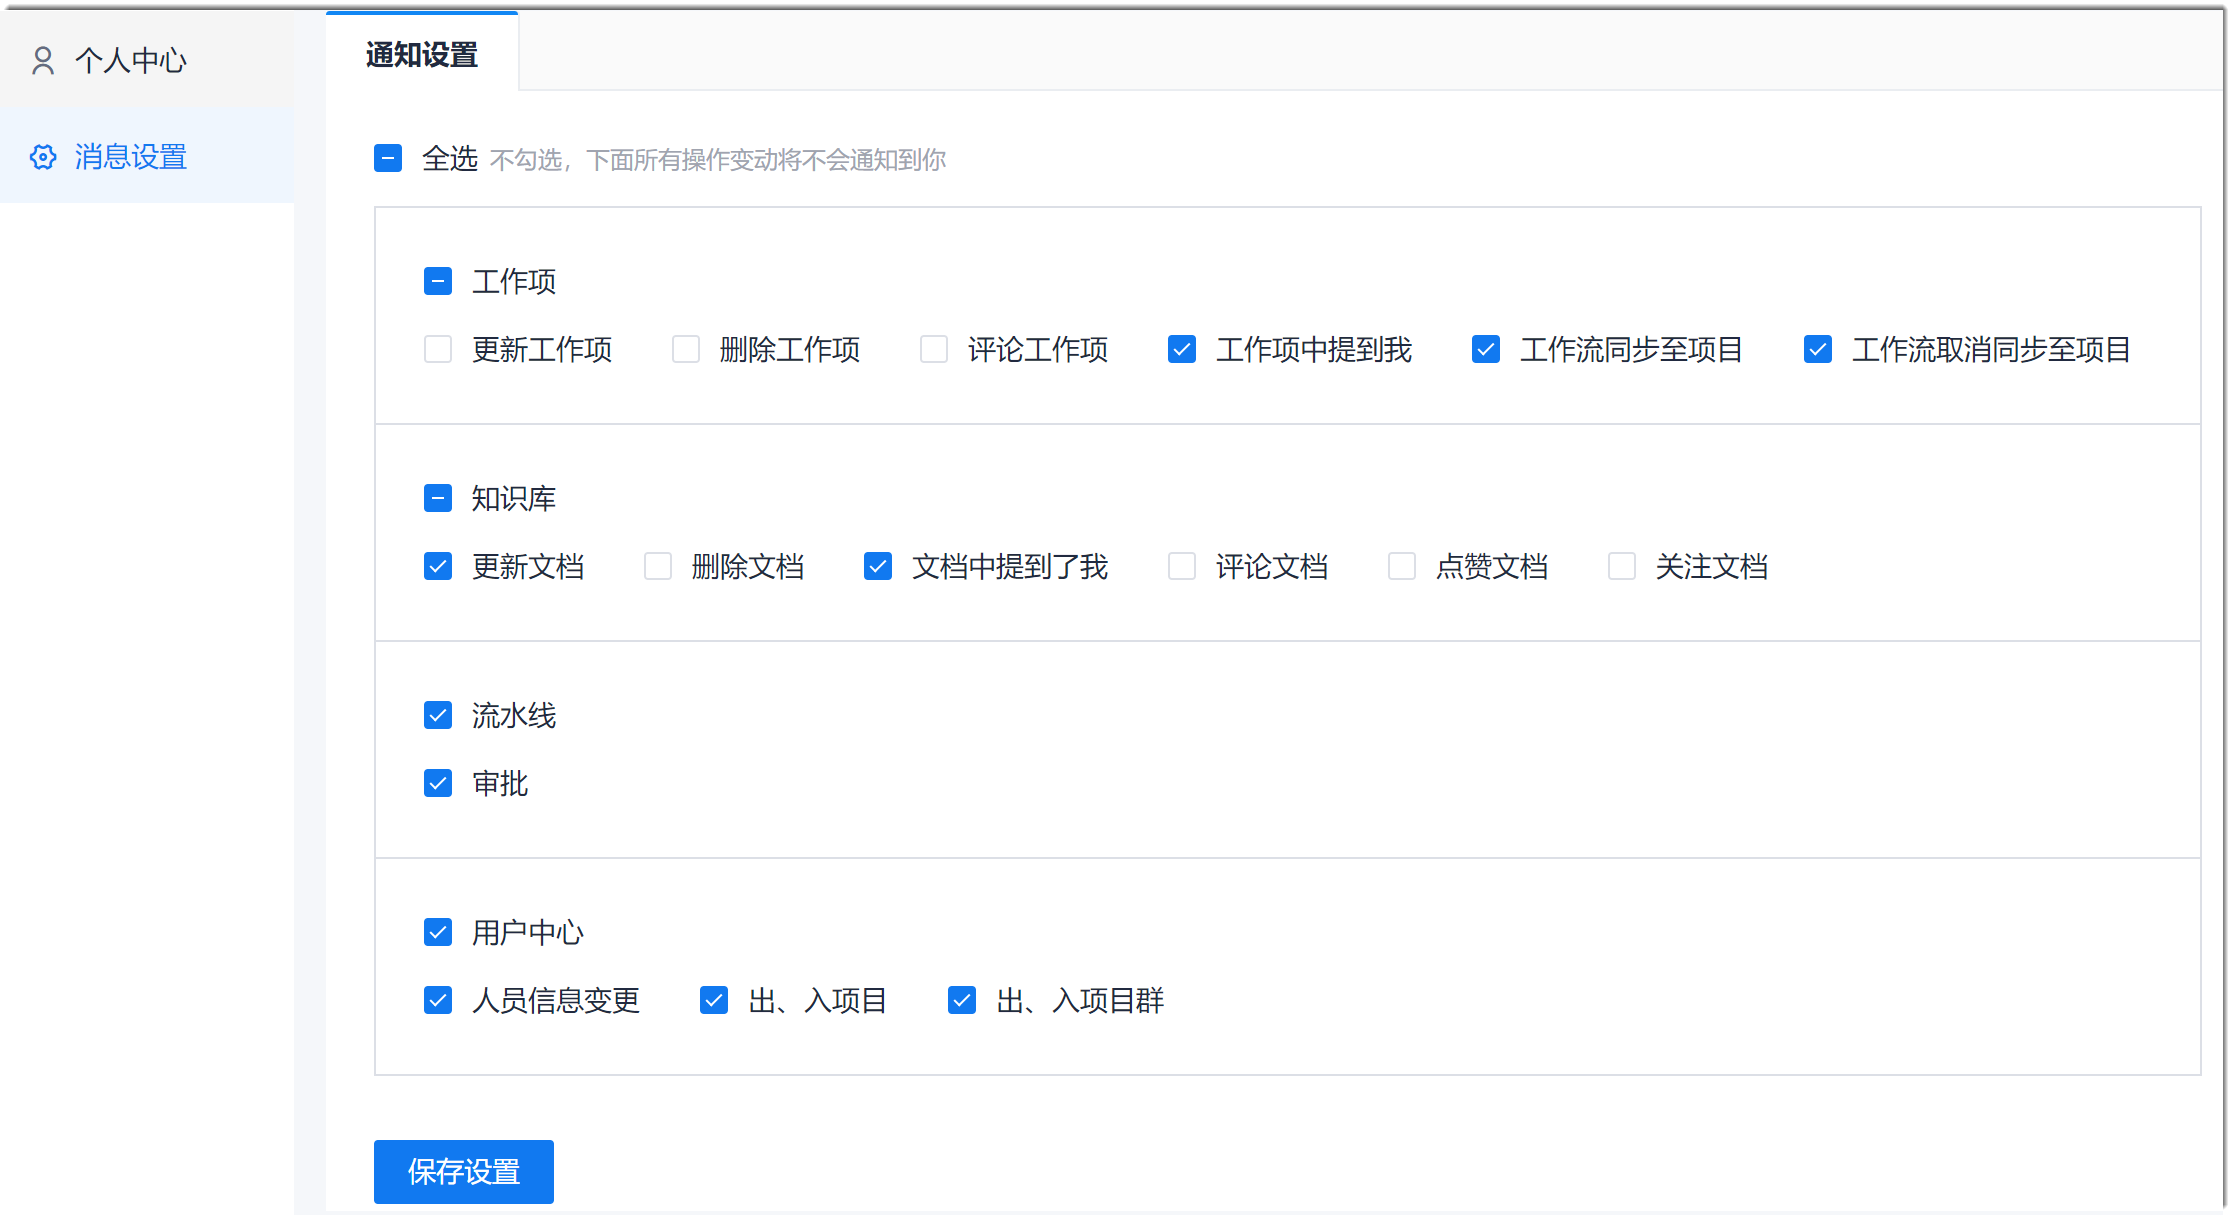 个人中心
消息设置
通知设置
全选 不勾选，下面所有操作变动将不会通知到你
工作项
更新工作项 删除工作项 评论工作项 工作项中提到我 工作流同步至项目 工作流取消同步至项目
知识库
更新文档 删除文档 文档中提到了我 评论文档 点赞文档 关注文档
流水线
审批
用户中心
人员信息变更 出、入项目 出、入项目群
保存设置